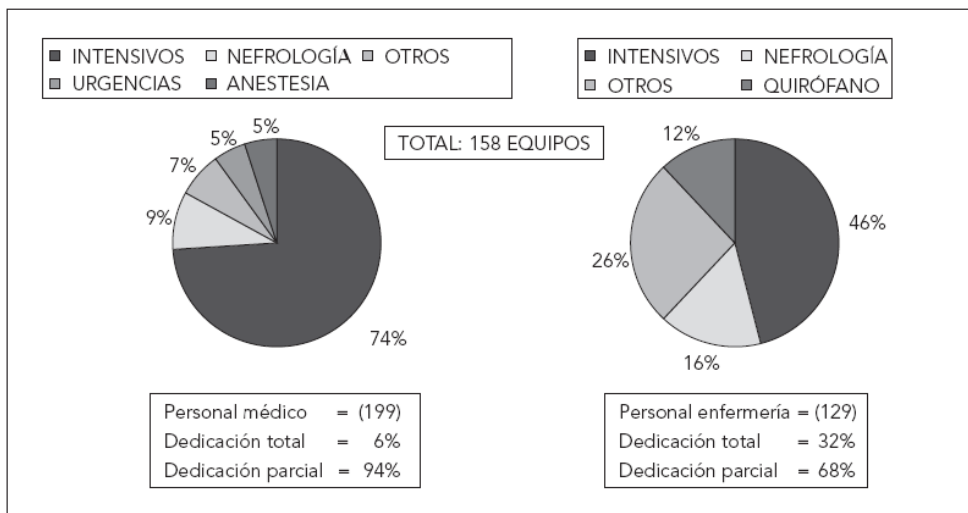 INTENSIVOS NEFROLOGÍA OTROS
URGENCIAS ANESTESIA
5%
5%
7%
9%
74%
Personal médico = (199)
Dedicación total = 6%
Dedicación parcial = 94%
TOTAL: 158 EQUIPOS
INTENSIVOS NEFROLOGÍA
OTROS QUIRÓFANO
12%
46%
26%
16%
Personal enfermería = (129)
Dedicación total = 32%
Dedicación parcial = 68%